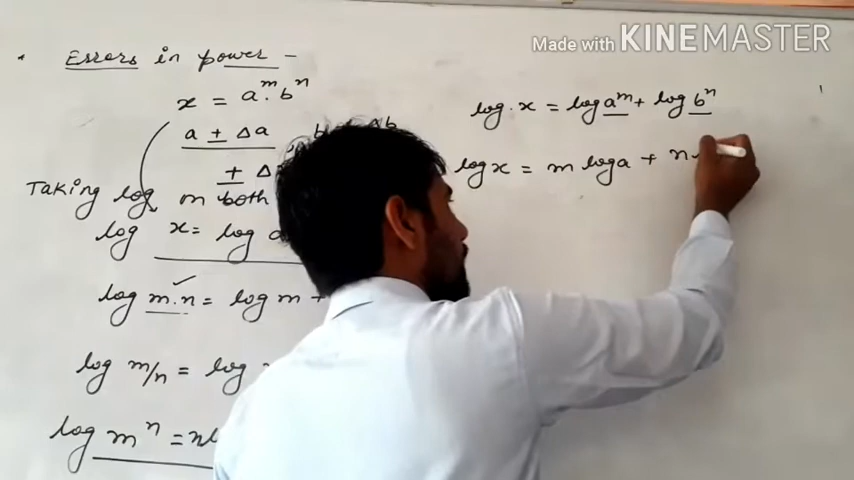 Made with KINEMASTER
Errors in power -
x = a^m. b^n
a ± Δa
± Δ
Taking log on both
log x = log a
log m.n = log m +
log m/n = log
log m^n = n
log x = log a^m + log b^n
log x = m log a + n